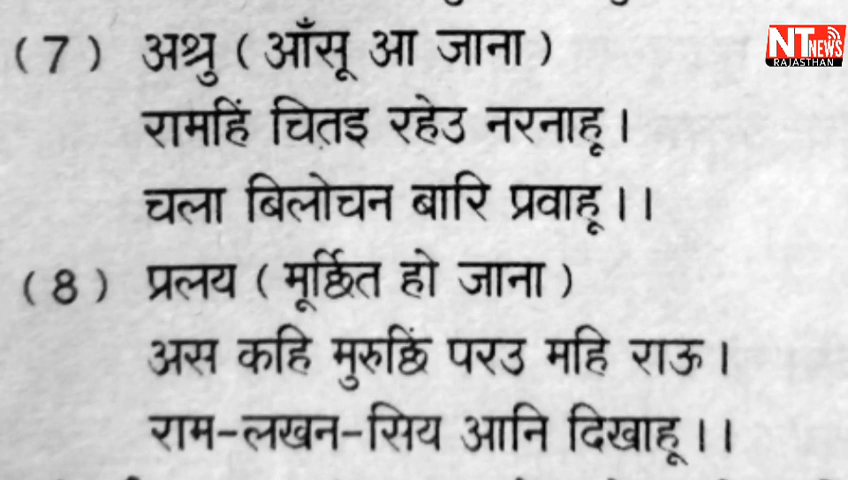 (7) अश्रु (आँसू आ जाना)
रामहिं चितइ रहेउ नरनाहू।
चला बिलोचन बारि प्रवाहू।।
(8) प्रलय (मूर्छित हो जाना)
अस कहि मुरुछिं परउ महि राऊ।
राम-लखन-सिय आनि दिखाहू।।
NT NEWS
RAJASTHAN